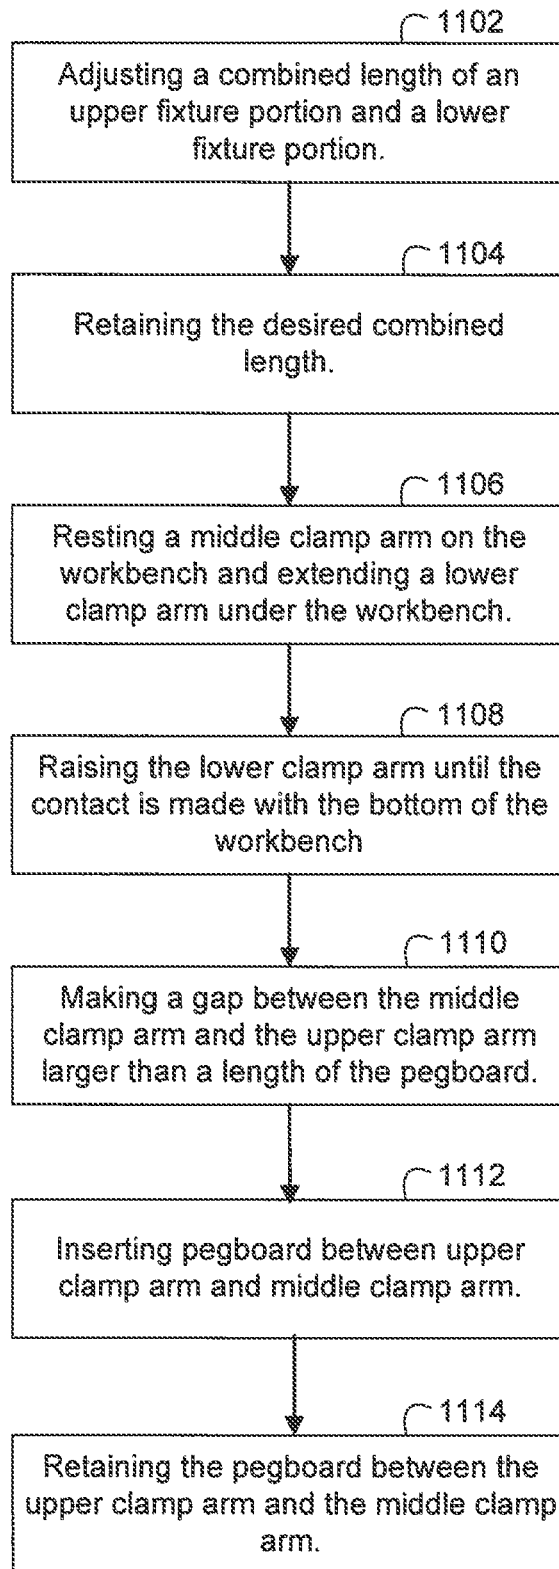 1102
Adjusting a combined length of an
upper fixture portion and a lower
fixture portion.
1104
Retaining the desired combined
length.
1106
Resting a middle clamp arm on the
workbench and extending a lower
clamp arm under the workbench.
1108
Raising the lower clamp arm until the
contact is made with the bottom of the
workbench
1110
Making a gap between the middle
clamp arm and the upper clamp arm
larger than a length of the pegboard.
1112
Inserting pegboard between upper
clamp arm and middle clamp arm.
1114
Retaining the pegboard between the
upper clamp arm and the middle clamp
arm.